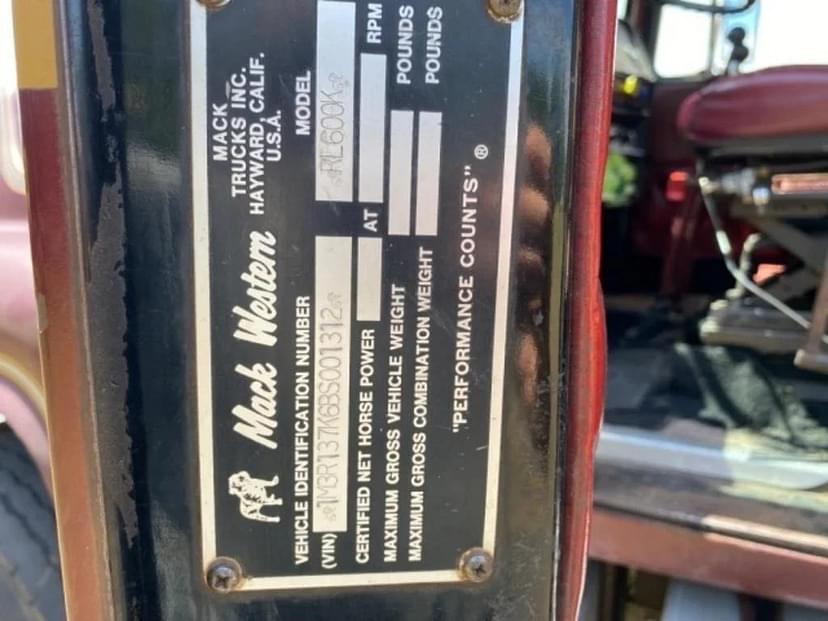 Mack Western
MACK
TRUCKS INC.
HAYWARD, CALIF.
U.S.A.
VEHICLE IDENTIFICATION NUMBER
MODEL
(VIN) 1M3R137K6BS001312 RL600K
CERTIFIED NET HORSE POWER AT RPM
MAXIMUM GROSS VEHICLE WEIGHT POUNDS
MAXIMUM GROSS COMBINATION WEIGHT POUNDS
"PERFORMANCE COUNTS" ®